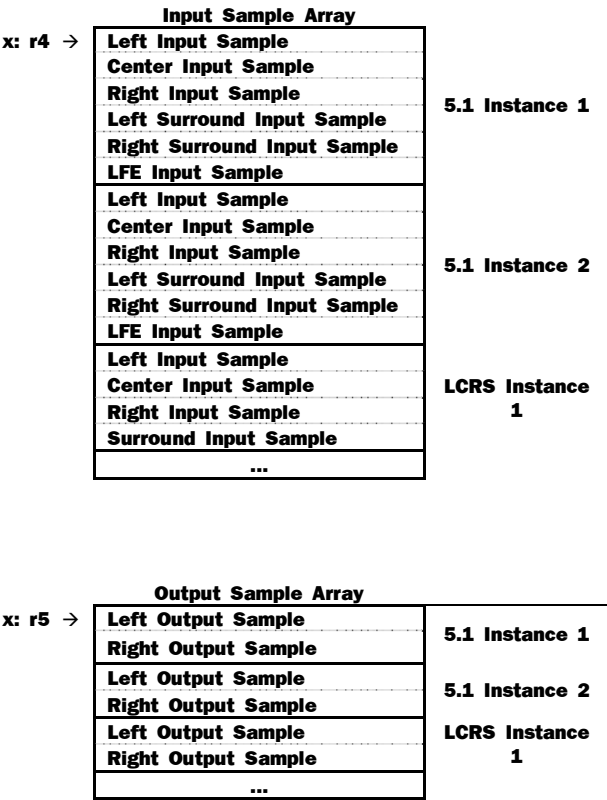 Input Sample Array
x: r4 →
Left Input Sample
Center Input Sample
Right Input Sample
Left Surround Input Sample
Right Surround Input Sample
LFE Input Sample
5.1 Instance 1
Left Input Sample
Center Input Sample
Right Input Sample
Left Surround Input Sample
Right Surround Input Sample
LFE Input Sample
5.1 Instance 2
Left Input Sample
Center Input Sample
Right Input Sample
Surround Input Sample
LCRS Instance
1
...
Output Sample Array
x: r5 →
Left Output Sample
Right Output Sample
5.1 Instance 1
Left Output Sample
Right Output Sample
5.1 Instance 2
Left Output Sample
Right Output Sample
LCRS Instance
1
...